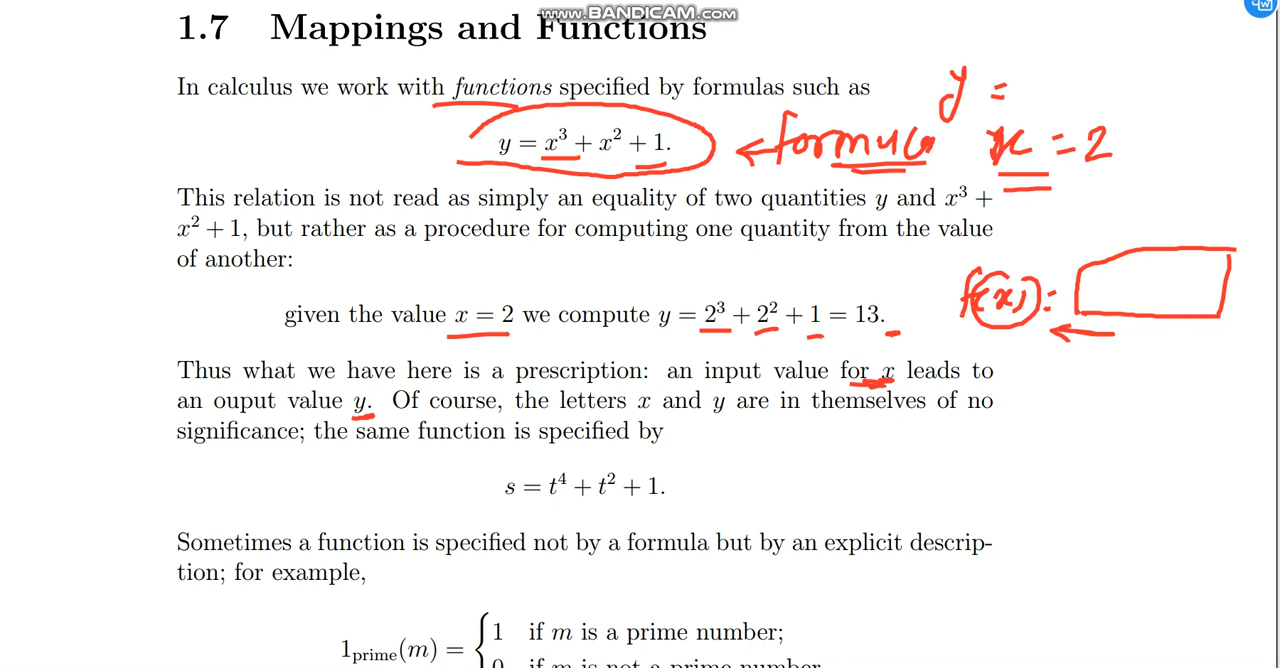 www.BANDICAM.com
1.7 Mappings and Functions
In calculus we work with functions specified by formulas such as
y =
y = x³ + x² + 1.
formula
x = 2
This relation is not read as simply an equality of two quantities y and x³ +
x² + 1, but rather as a procedure for computing one quantity from the value
of another:
f(x) =
given the value x = 2 we compute y = 2³ + 2² + 1 = 13.
Thus what we have here is a prescription: an input value for x leads to
an ouput value y. Of course, the letters x and y are in themselves of no
significance; the same function is specified by
s = t⁴ + t² + 1.
Sometimes a function is specified not by a formula but by an explicit descrip-
tion; for example,
1prime(m) = { 1 if m is a prime number;
0 if m is not a prime number